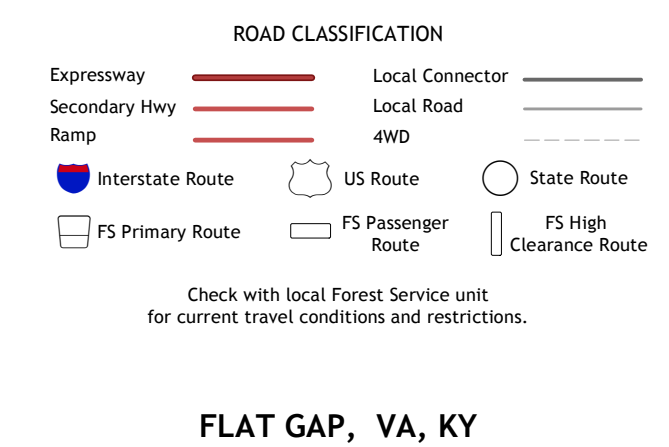 ROAD CLASSIFICATION
Expressway
Local Connector
Secondary Hwy
Local Road
Ramp
4WD
Interstate Route
US Route
State Route
FS Primary Route
FS Passenger
Route
FS High
Clearance Route
Check with local Forest Service unit
for current travel conditions and restrictions.
FLAT GAP, VA, KY